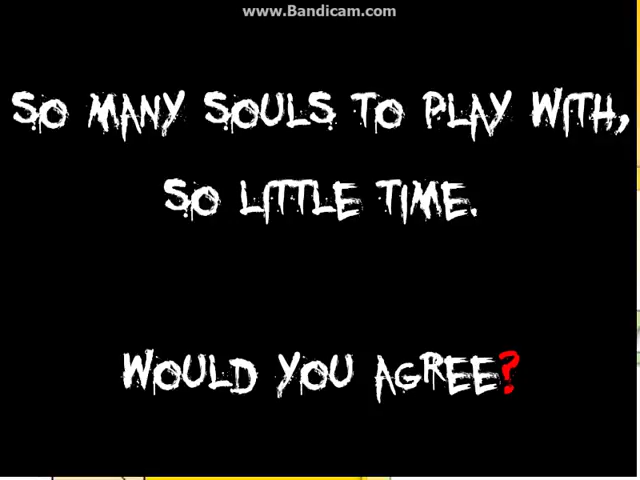 www.Bandicam.com
SO MANY SOULS TO PLAY WITH,
SO LITTLE TIME.
WOULD YOU AGREE?